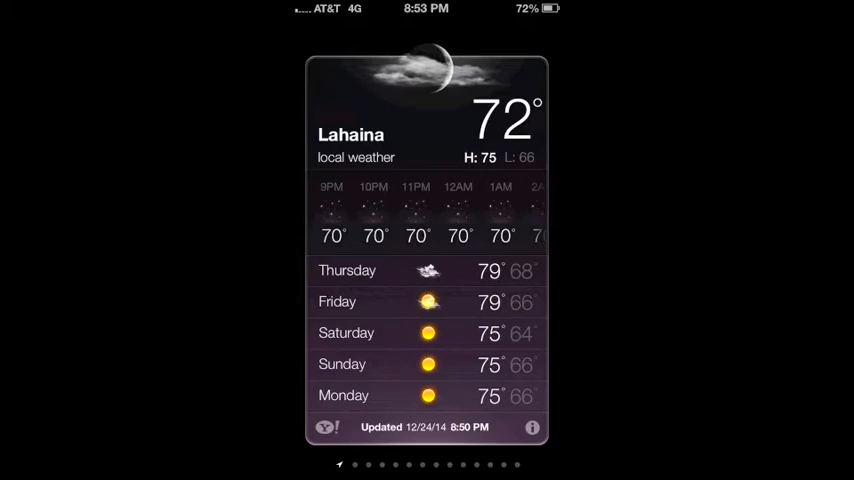 AT&T 4G 8:53 PM 72%
72°
Lahaina
local weather H: 75 L: 66
9PM 10PM 11PM 12AM 1AM 2A
70° 70° 70° 70° 70° 70
Thursday 79° 68°
Friday 79° 66°
Saturday 75° 64°
Sunday 75° 66°
Monday 75° 66°
Y! Updated 12/24/14 8:50 PM i